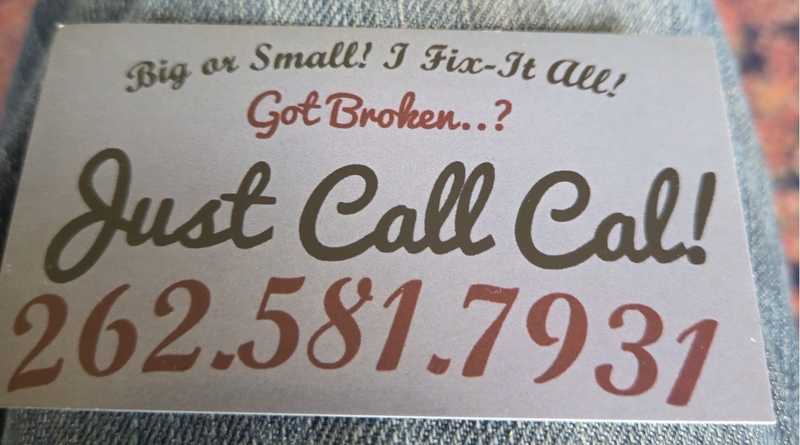 Big or Small! I Fix-It All!
Got Broken..?
Just Call Cal!
262.581.7931